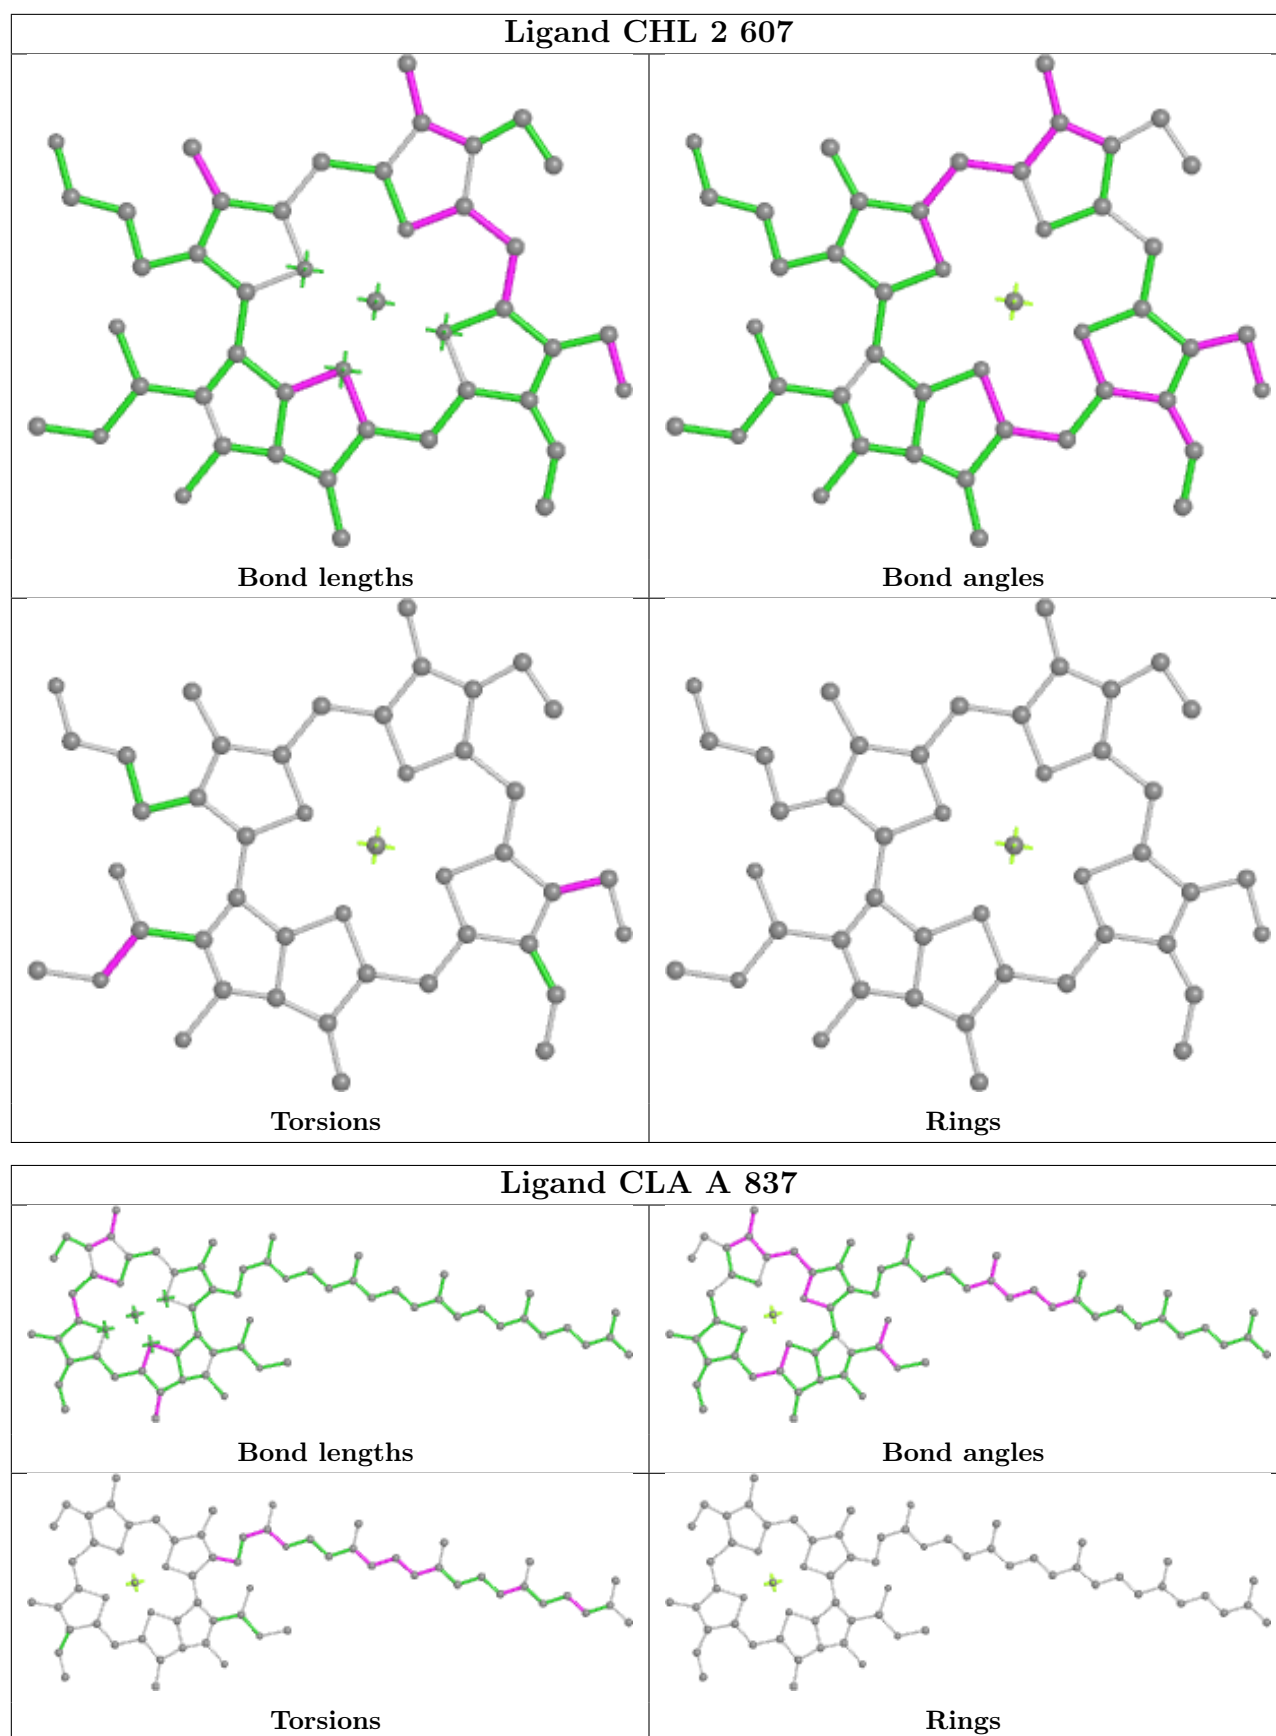 Ligand CHL 2 607
Bond lengths
Bond angles
Torsions
Rings
Ligand CLA A 837
Bond lengths
Bond angles
Torsions
Rings